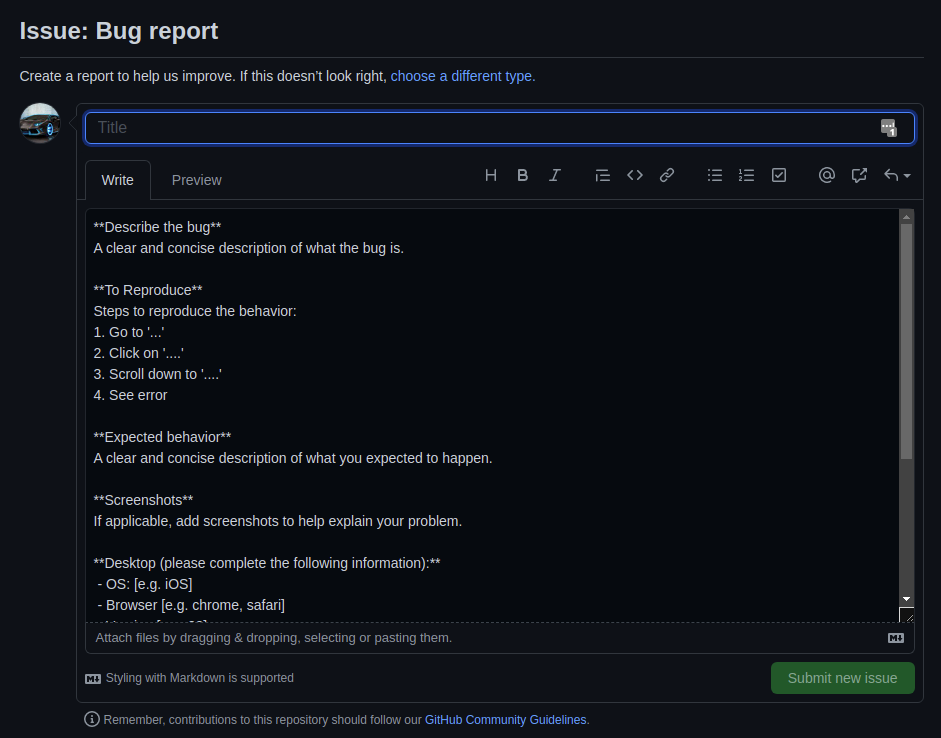 Issue: Bug report
Create a report to help us improve. If this doesn't look right, choose a different type.
Title
1
Write
Preview
**Describe the bug**
A clear and concise description of what the bug is.
**To Reproduce**
Steps to reproduce the behavior:
1. Go to '...'
2. Click on '....'
3. Scroll down to '....'
4. See error
**Expected behavior**
A clear and concise description of what you expected to happen.
**Screenshots**
If applicable, add screenshots to help explain your problem.
**Desktop (please complete the following information):**
- OS: [e.g. iOS]
- Browser [e.g. chrome, safari]
Attach files by dragging & dropping, selecting or pasting them.
Styling with Markdown is supported
Submit new issue
Remember, contributions to this repository should follow our GitHub Community Guidelines.